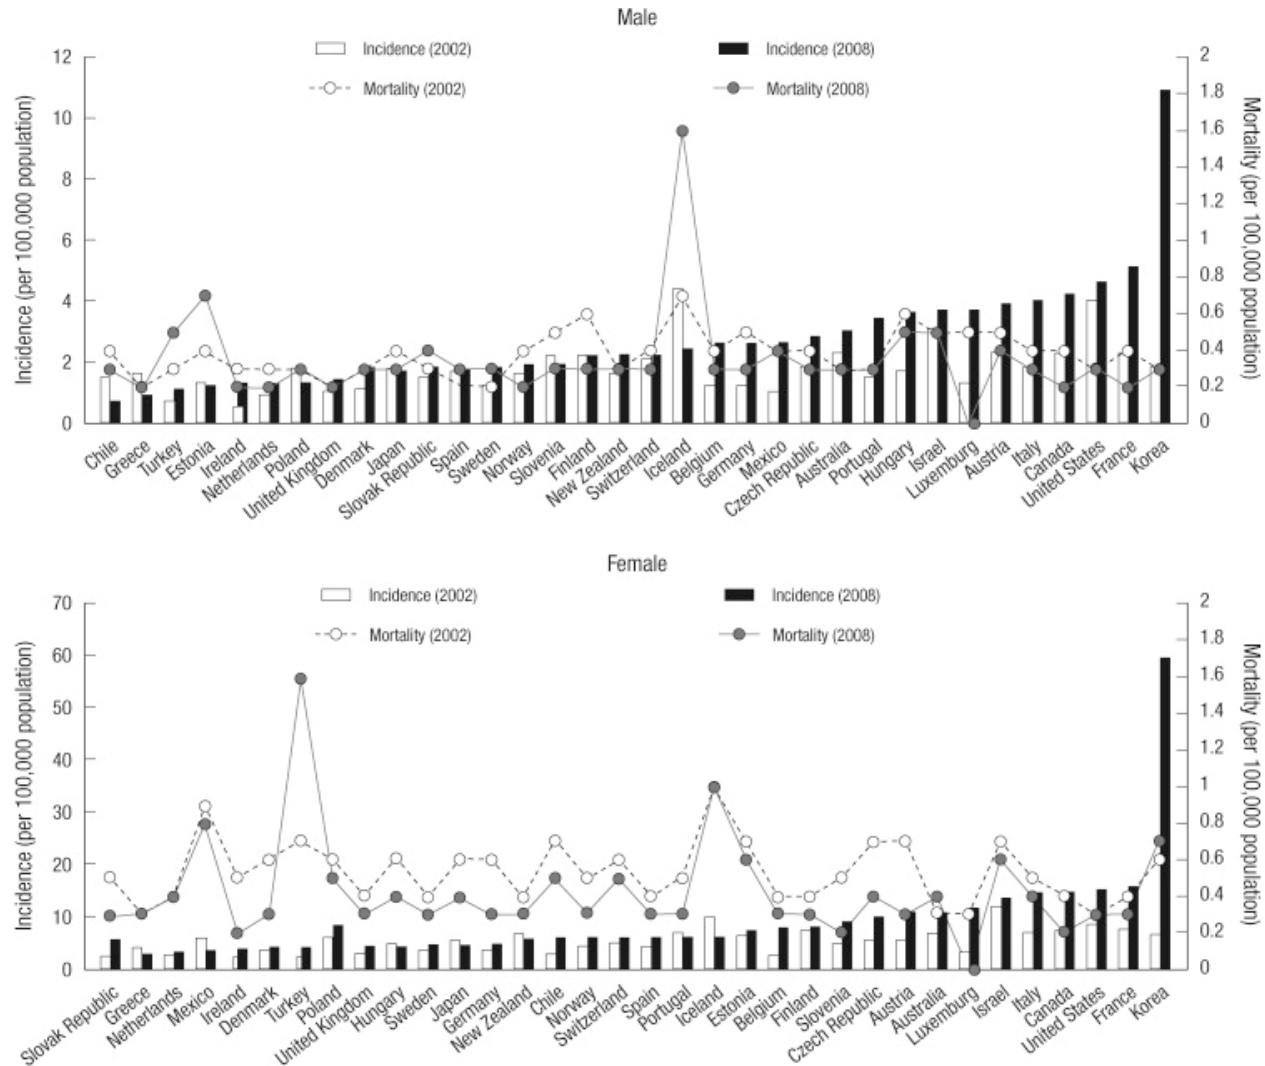 Male
Incidence (2002)
Incidence (2008)
Mortality (2002)
Mortality (2008)
Incidence (per 100,000 population)
12
10
8
6
4
2
0
Mortality (per 100,000 population)
2
1.8
1.6
1.4
1.2
1
0.8
0.6
0.4
0.2
0
Chile
Greece
Turkey
Estonia
Ireland
Netherlands
Poland
United Kingdom
Denmark
Japan
Slovak Republic
Spain
Sweden
Norway
Slovenia
Finland
New Zealand
Switzerland
Iceland
Belgium
Germany
Mexico
Czech Republic
Australia
Portugal
Hungary
Israel
Luxemburg
Austria
Italy
Canada
United States
France
Korea
Female
Incidence (2002)
Incidence (2008)
Mortality (2002)
Mortality (2008)
Incidence (per 100,000 population)
70
60
50
40
30
20
10
0
Mortality (per 100,000 population)
2
1.8
1.6
1.4
1.2
1
0.8
0.6
0.4
0.2
0
Slovak Republic
Greece
Netherlands
Mexico
Ireland
Denmark
Turkey
Poland
United Kingdom
Hungary
Sweden
Japan
Germany
New Zealand
Chile
Norway
Switzerland
Spain
Portugal
Iceland
Estonia
Belgium
Finland
Slovenia
Czech Republic
Austria
Australia
Luxemburg
Israel
Italy
Canada
United States
France
Korea